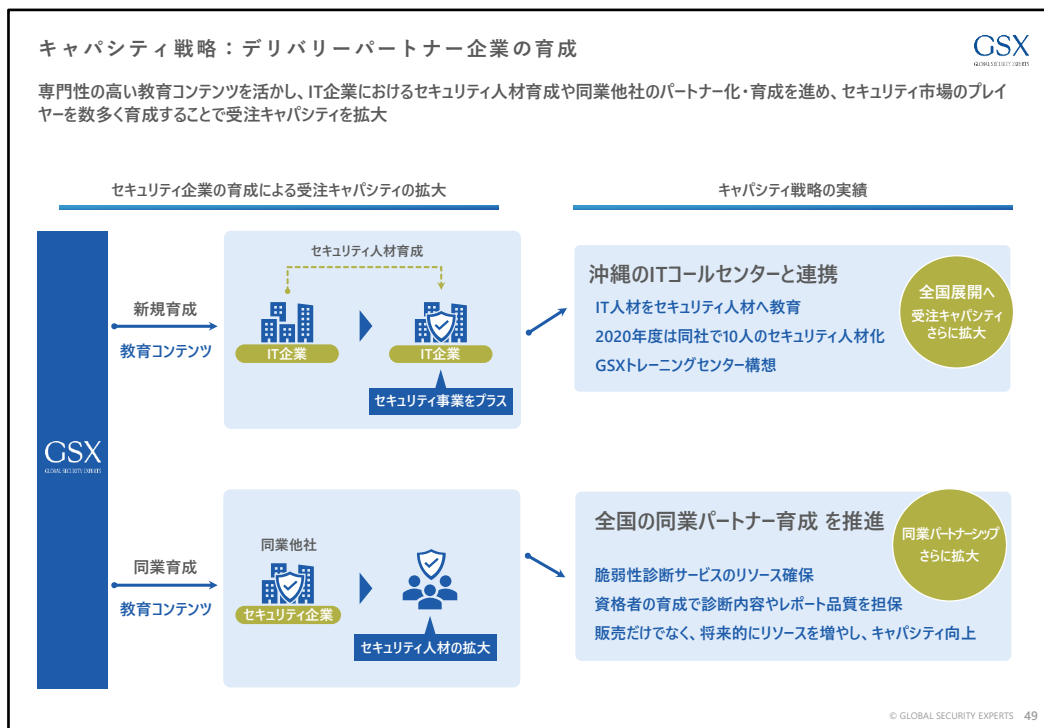 キャパシティ戦略：デリバリーパートナー企業の育成
GSX
GLOBAL SECURITY EXPERTS
専門性の高い教育コンテンツを活かし、IT企業におけるセキュリティ人材育成や同業他社のパートナー化・育成を進め、セキュリティ市場のプレイ
ヤーを数多く育成することで受注キャパシティを拡大
セキュリティ企業の育成による受注キャパシティの拡大
キャパシティ戦略の実績
GSX
GLOBAL SECURITY EXPERTS
新規育成
教育コンテンツ
セキュリティ人材育成
IT企業
IT企業
セキュリティ事業をプラス
沖縄のITコールセンターと連携
IT人材をセキュリティ人材へ教育
2020年度は同社で10人のセキュリティ人材化
GSXトレーニングセンター構想
全国展開へ
受注キャパシティ
さらに拡大
同業育成
教育コンテンツ
同業他社
セキュリティ企業
セキュリティ人材の拡大
全国の同業パートナー育成 を推進
脆弱性診断サービスのリソース確保
資格者の育成で診断内容やレポート品質を担保
販売だけでなく、将来的にリソースを増やし、キャパシティ向上
同業パートナーシップ
さらに拡大
© GLOBAL SECURITY EXPERTS 49